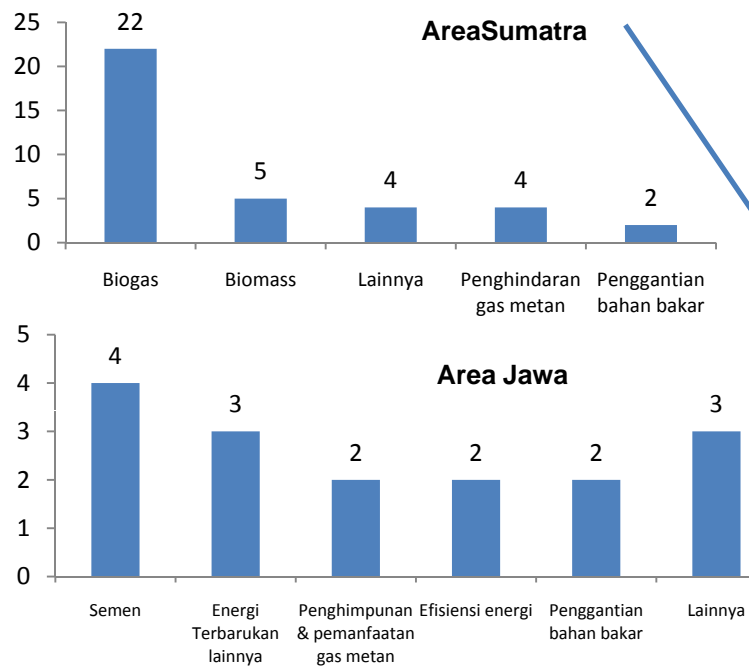 AreaSumatra
25
20
15
10
5
0
22
5
4
4
2
Biogas
Biomass
Lainnya
Penghindaran
gas metan
Penggantian
bahan bakar
Area Jawa
5
4
3
2
1
0
4
3
2
2
2
3
Semen
Energi
Terbarukan
lainnya
Penghimpunan
& pemanfaatan
gas metan
Efisiensi energi
Penggantian
bahan bakar
Lainnya